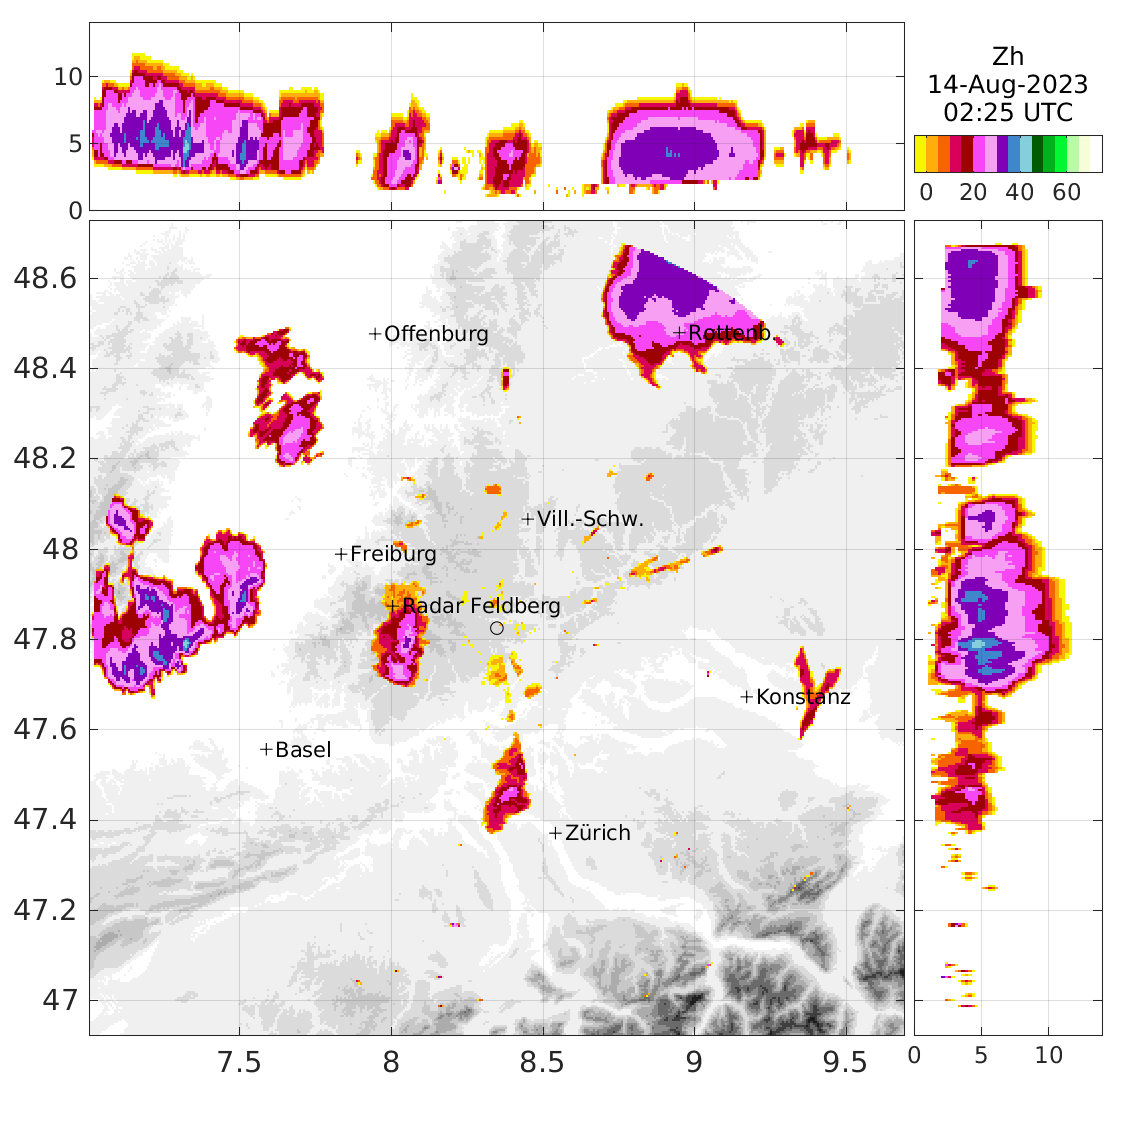 Zh
14-Aug-2023
02:25 UTC
0 20 40 60
10
5
0
48.6
48.4
48.2
48
47.8
47.6
47.4
47.2
47
Offenburg
Rottenb.
Vill.-Schw.
Freiburg
Radar Feldberg
Konstanz
Basel
Zürich
7.5 8 8.5 9 9.5
0 5 10